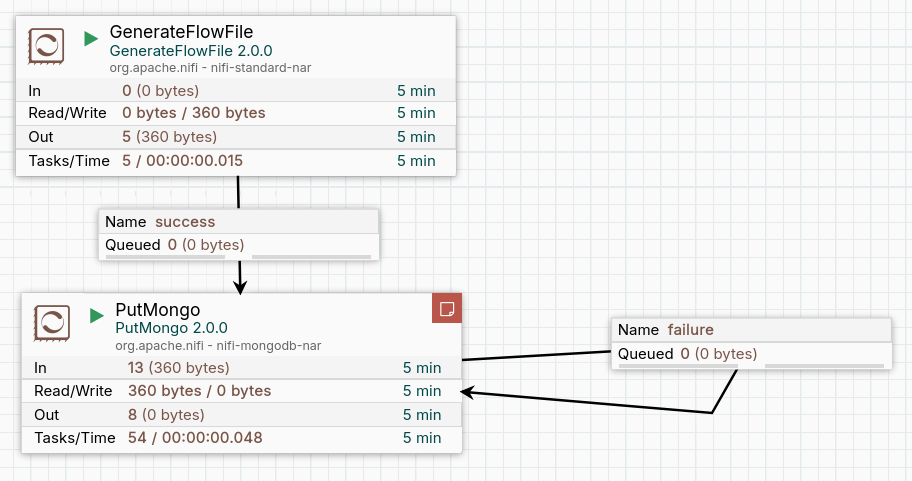 GenerateFlowFile
GenerateFlowFile 2.0.0
org.apache.nifi - nifi-standard-nar
In 0 (0 bytes) 5 min
Read/Write 0 bytes / 360 bytes 5 min
Out 5 (360 bytes) 5 min
Tasks/Time 5 / 00:00:00.015 5 min
Name success
Queued 0 (0 bytes)
PutMongo
PutMongo 2.0.0
org.apache.nifi - nifi-mongodb-nar
In 13 (360 bytes) 5 min
Read/Write 360 bytes / 0 bytes 5 min
Out 8 (0 bytes) 5 min
Tasks/Time 54 / 00:00:00.048 5 min
Name failure
Queued 0 (0 bytes)